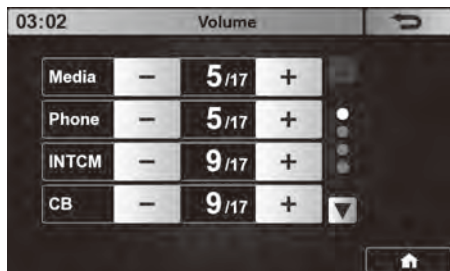 03:02 Volume
Media − 5/17 +
Phone − 5/17 +
INTCM − 9/17 +
CB − 9/17 +